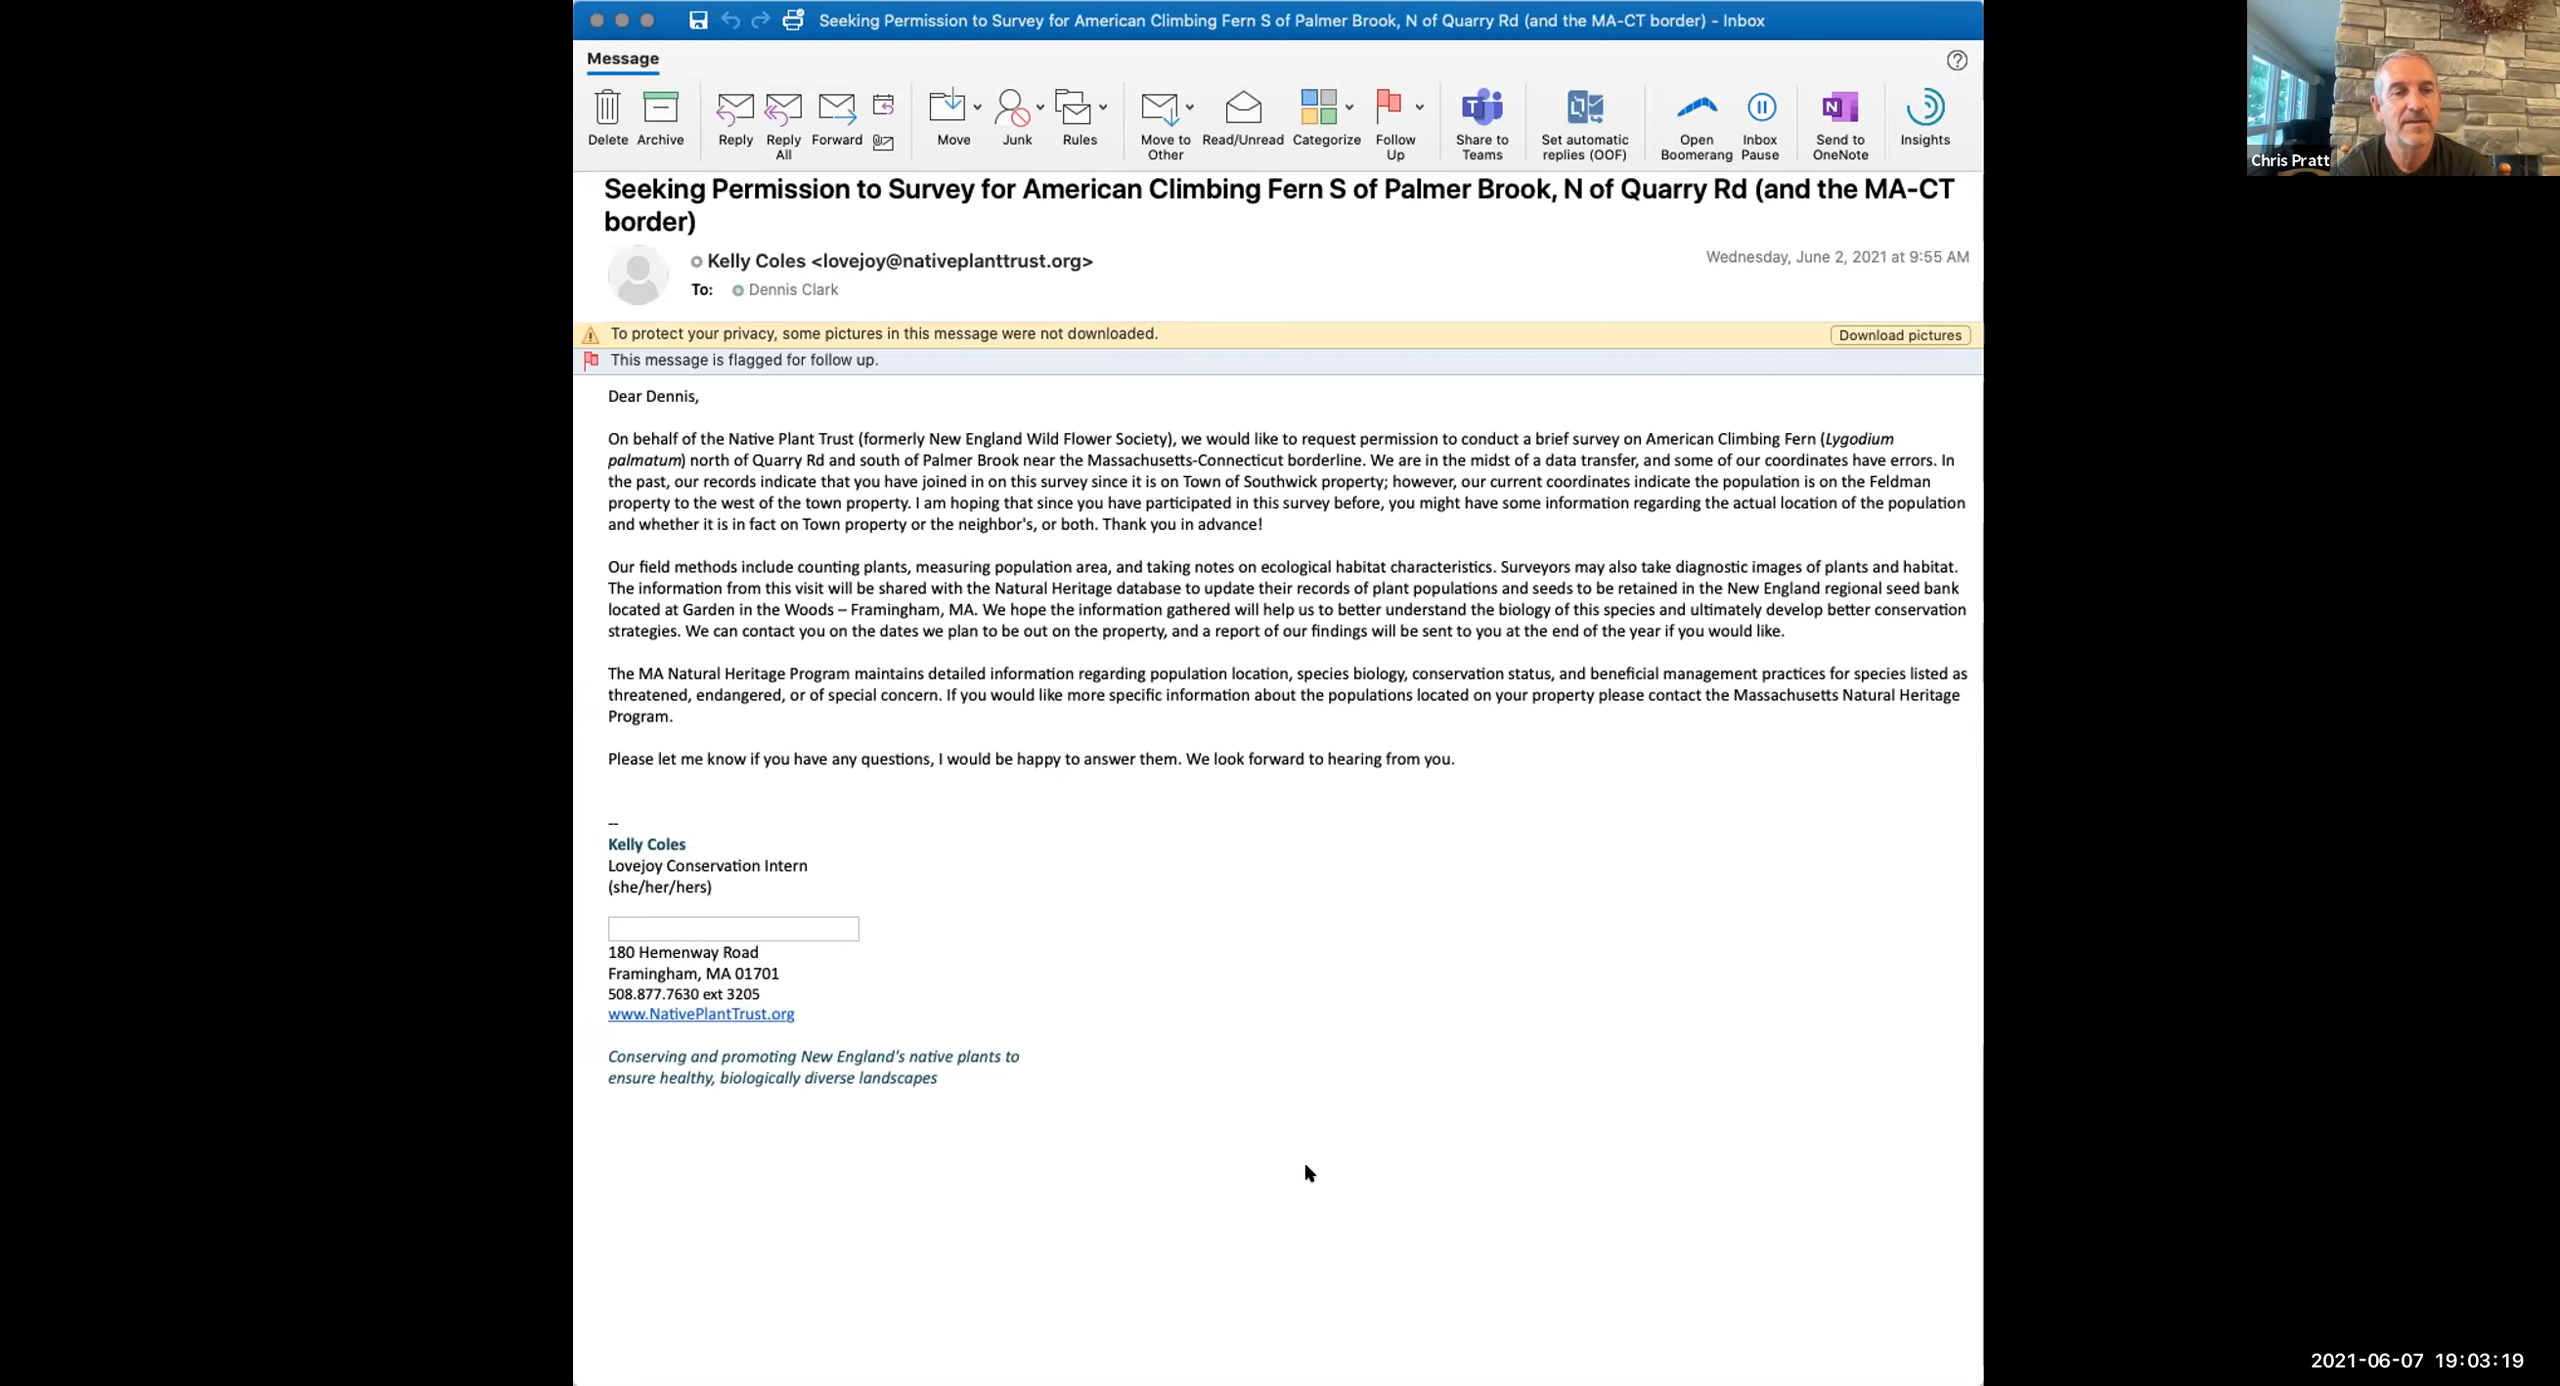 Seeking Permission to Survey for American Climbing Fern S of Palmer Brook, N of Quarry Rd (and the MA-CT border) - Inbox
Message
Delete Archive Reply Reply All Forward Move Junk Rules Move to Other Read/Unread Categorize Follow Up Share to Teams Set automatic replies (OOF) Open Boomerang Inbox Pause Send to OneNote Insights
Chris Pratt
Seeking Permission to Survey for American Climbing Fern S of Palmer Brook, N of Quarry Rd (and the MA-CT
border)
Kelly Coles <lovejoy@nativeplanttrust.org>
Wednesday, June 2, 2021 at 9:55 AM
To: Dennis Clark
To protect your privacy, some pictures in this message were not downloaded.
Download pictures
This message is flagged for follow up.
Dear Dennis,
On behalf of the Native Plant Trust (formerly New England Wild Flower Society), we would like to request permission to conduct a brief survey on American Climbing Fern (Lygodium
palmatum) north of Quarry Rd and south of Palmer Brook near the Massachusetts-Connecticut borderline. We are in the midst of a data transfer, and some of our coordinates have errors. In
the past, our records indicate that you have joined in on this survey since it is on Town of Southwick property; however, our current coordinates indicate the population is on the Feldman
property to the west of the town property. I am hoping that since you have participated in this survey before, you might have some information regarding the actual location of the population
and whether it is in fact on Town property or the neighbor's, or both. Thank you in advance!
Our field methods include counting plants, measuring population area, and taking notes on ecological habitat characteristics. Surveyors may also take diagnostic images of plants and habitat.
The information from this visit will be shared with the Natural Heritage database to update their records of plant populations and seeds to be retained in the New England regional seed bank
located at Garden in the Woods – Framingham, MA. We hope the information gathered will help us to better understand the biology of this species and ultimately develop better conservation
strategies. We can contact you on the dates we plan to be out on the property, and a report of our findings will be sent to you at the end of the year if you would like.
The MA Natural Heritage Program maintains detailed information regarding population location, species biology, conservation status, and beneficial management practices for species listed as
threatened, endangered, or of special concern. If you would like more specific information about the populations located on your property please contact the Massachusetts Natural Heritage
Program.
Please let me know if you have any questions, I would be happy to answer them. We look forward to hearing from you.
--
Kelly Coles
Lovejoy Conservation Intern
(she/her/hers)
180 Hemenway Road
Framingham, MA 01701
508.877.7630 ext 3205
www.NativePlantTrust.org
Conserving and promoting New England's native plants to
ensure healthy, biologically diverse landscapes
2021-06-07 19:03:19